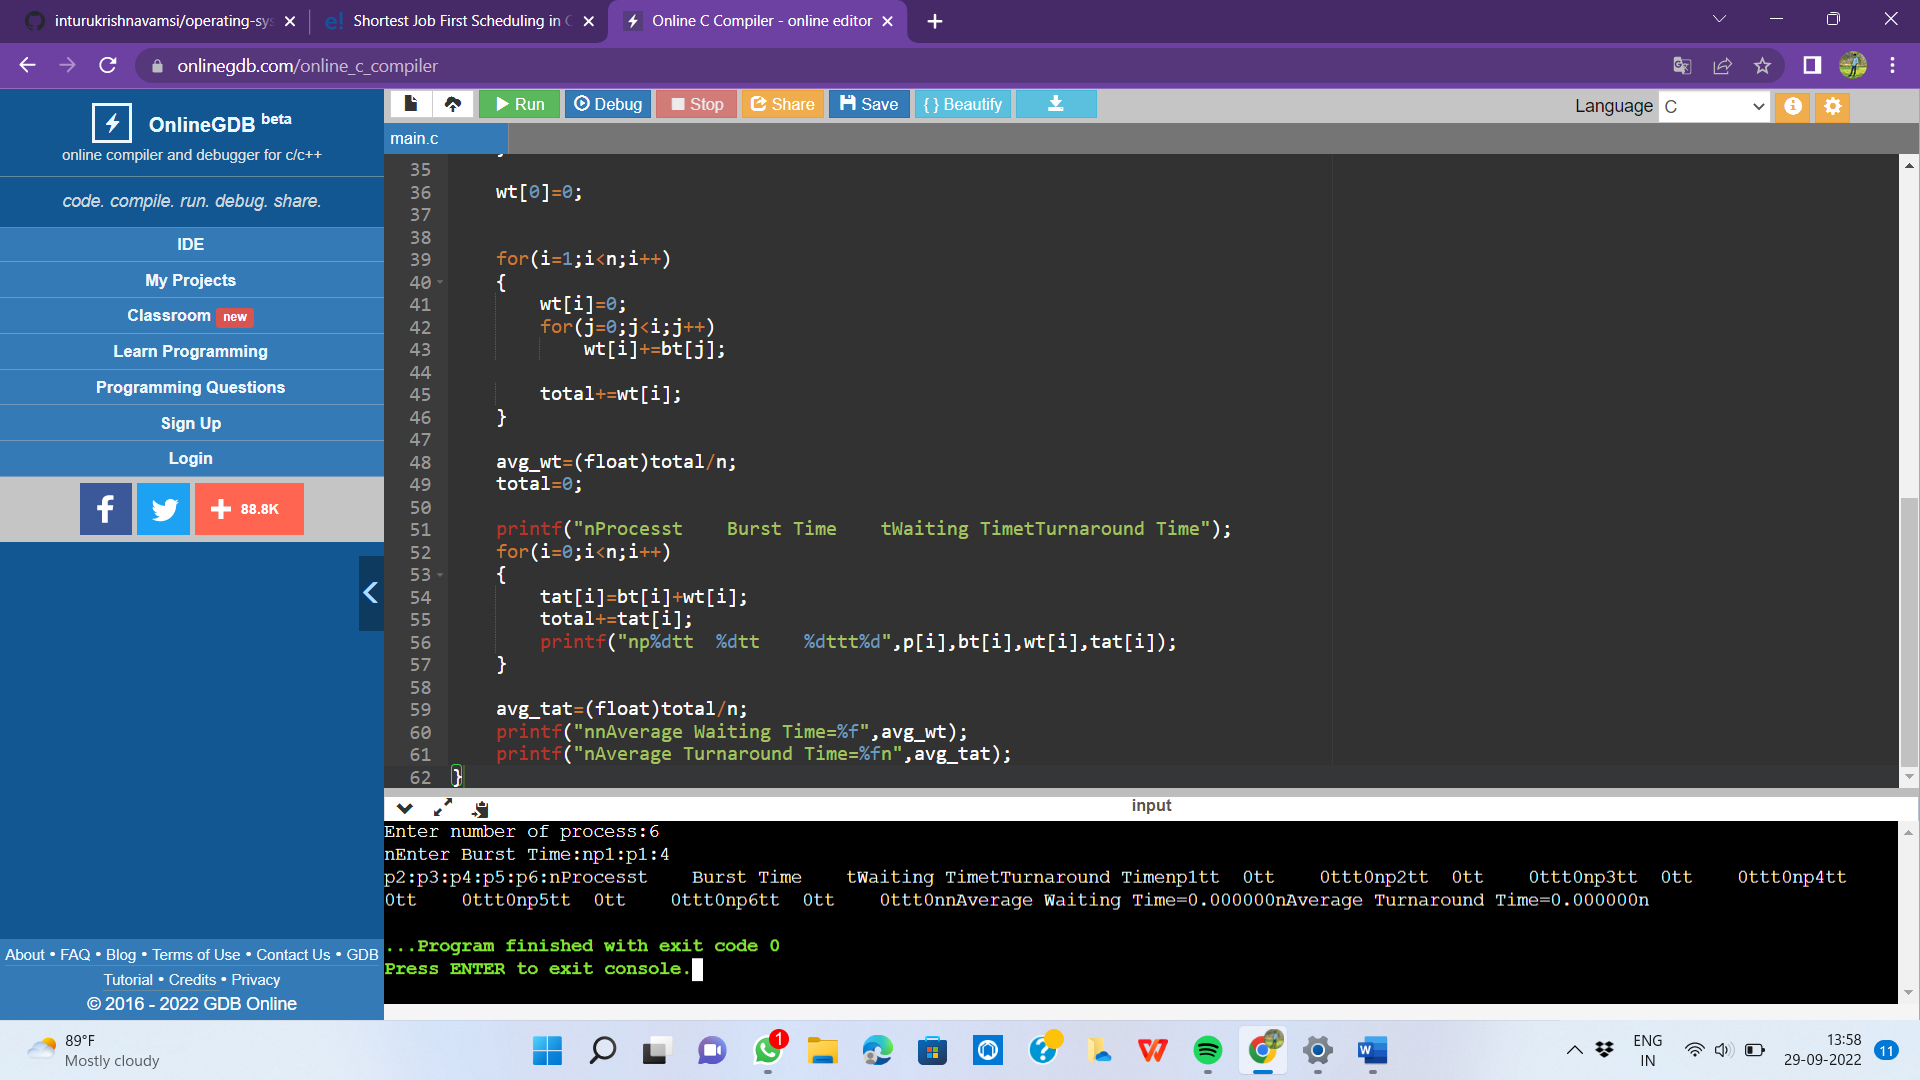 inturukrishnavamsi/operating-sys
Shortest Job First Scheduling in C
Online C Compiler - online editor
onlinegdb.com/online_c_compiler
OnlineGDB beta
online compiler and debugger for c/c++
code. compile. run. debug. share.
IDE
My Projects
Classroom new
Learn Programming
Programming Questions
Sign Up
Login
88.8K
About • FAQ • Blog • Terms of Use • Contact Us • GDB
Tutorial • Credits • Privacy
© 2016 - 2022 GDB Online
Run Debug Stop Share Save { } Beautify
Language C
main.c
35
36 wt[0]=0;
37
38
39 for(i=1;i<n;i++)
40 {
41 wt[i]=0;
42 for(j=0;j<i;j++)
43 wt[i]+=bt[j];
44
45 total+=wt[i];
46 }
47
48 avg_wt=(float)total/n;
49 total=0;
50
51 printf("nProcesst    Burst Time    tWaiting TimetTurnaround Time");
52 for(i=0;i<n;i++)
53 {
54 tat[i]=bt[i]+wt[i];
55 total+=tat[i];
56 printf("np%dtt  %dtt    %dttt%d",p[i],bt[i],wt[i],tat[i]);
57 }
58
59 avg_tat=(float)total/n;
60 printf("nnAverage Waiting Time=%f",avg_wt);
61 printf("nAverage Turnaround Time=%fn",avg_tat);
62 }
input
Enter number of process:6
nEnter Burst Time:np1:p1:4
p2:p3:p4:p5:p6:nProcesst    Burst Time    tWaiting TimetTurnaround Timenp1tt  0tt    0ttt0np2tt  0tt    0ttt0np3tt  0tt    0ttt0np4tt
0tt    0ttt0np5tt  0tt    0ttt0np6tt  0tt    0ttt0nnAverage Waiting Time=0.000000nAverage Turnaround Time=0.000000n
...Program finished with exit code 0
Press ENTER to exit console.
89°F
Mostly cloudy
1
ENG
IN
13:58
29-09-2022
11